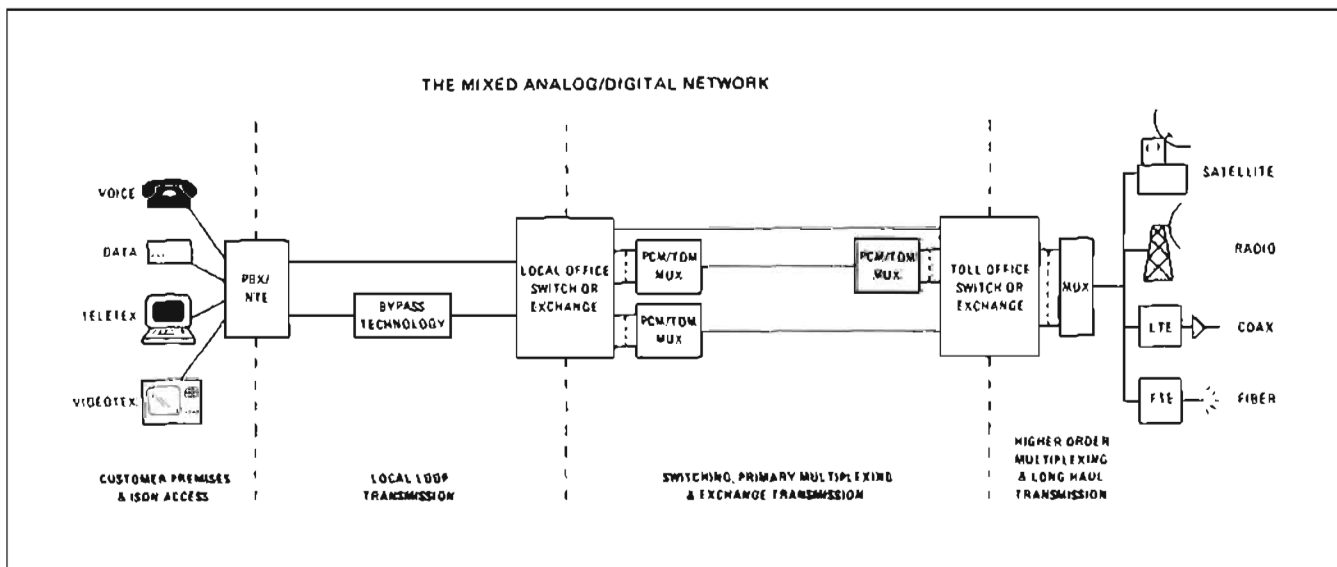 THE MIXED ANALOG/DIGITAL NETWORK
VOICE
DATA
TELETEX
VIDEOTEX
PBX/
NTE
BYPASS
TECHNOLOGY
LOCAL OFFICE
SWITCH OR
EXCHANGE
PCM/TDM
MUX
PCM/TDM
MUX
PCM/TDM
MUX
TOLL OFFICE
SWITCH OR
EXCHANGE
MUX
SATELLITE
RADIO
LTE
COAX
FTE
FIBER
CUSTOMER PREMISES
& ISDN ACCESS
LOCAL LOOP
TRANSMISSION
SWITCHING, PRIMARY MULTIPLEXING
& EXCHANGE TRANSMISSION
HIGHER ORDER
MULTIPLEXING
& LONG HAUL
TRANSMISSION